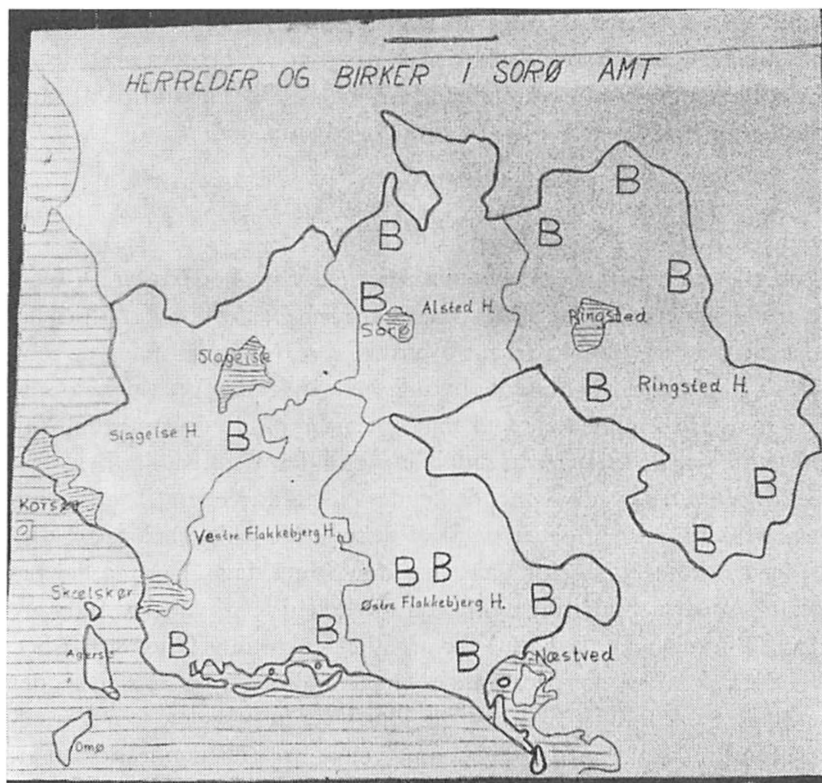 HERREDER OG BIRKER I SORØ AMT
B
B
B
B
B
Alsted H.
Sorø
Ringsted
Slagelse
B
Ringsted H.
Slagelse H.
B
B
Korsør
B
Vestre Flakkebjerg H.
B B
Skælskør
Østre Flakkebjerg H.
B
B
B
B
Næstved
Agersø
Omø